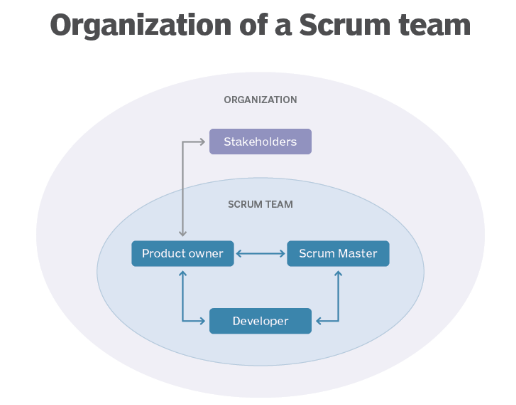 Organization of a Scrum team
ORGANIZATION
Stakeholders
SCRUM TEAM
Product owner
Scrum Master
Developer